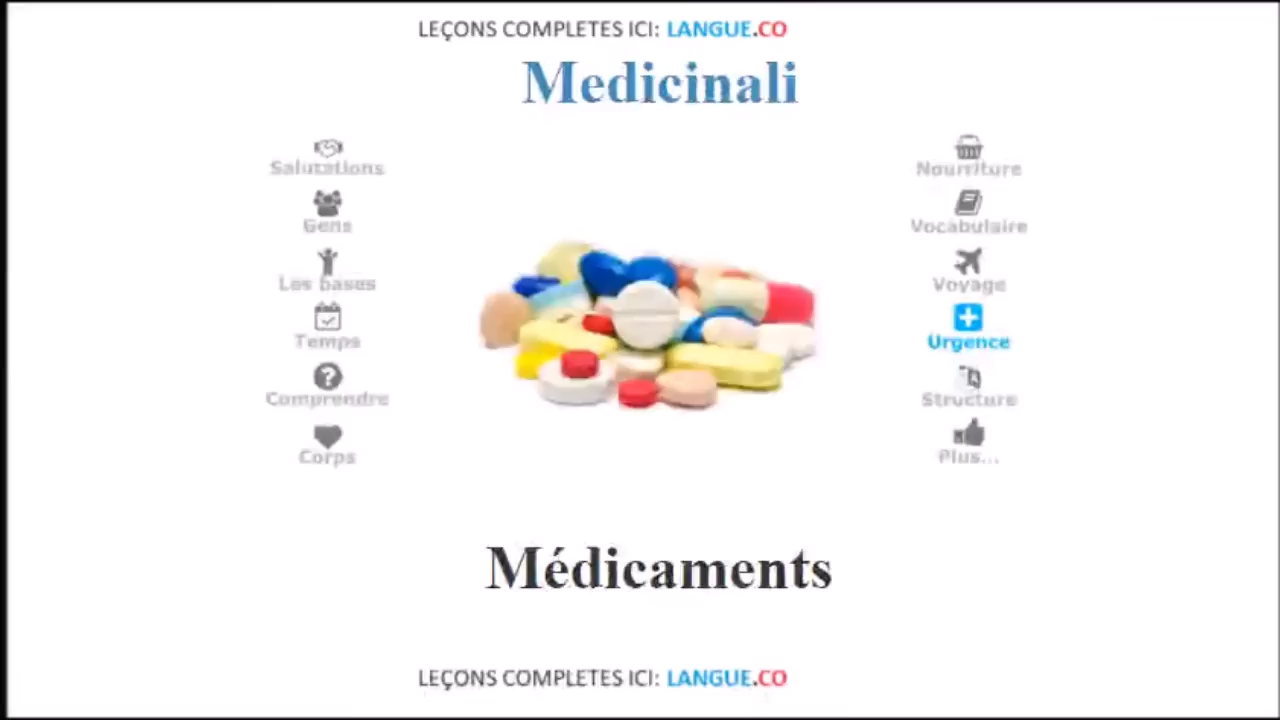 LEÇONS COMPLETES ICI: LANGUE.CO
Medicinali
Salutations
Gens
Les bases
Temps
Comprendre
Corps
Nourriture
Vocabulaire
Voyage
Urgence
Structure
Plus...
Médicaments
LEÇONS COMPLETES ICI: LANGUE.CO